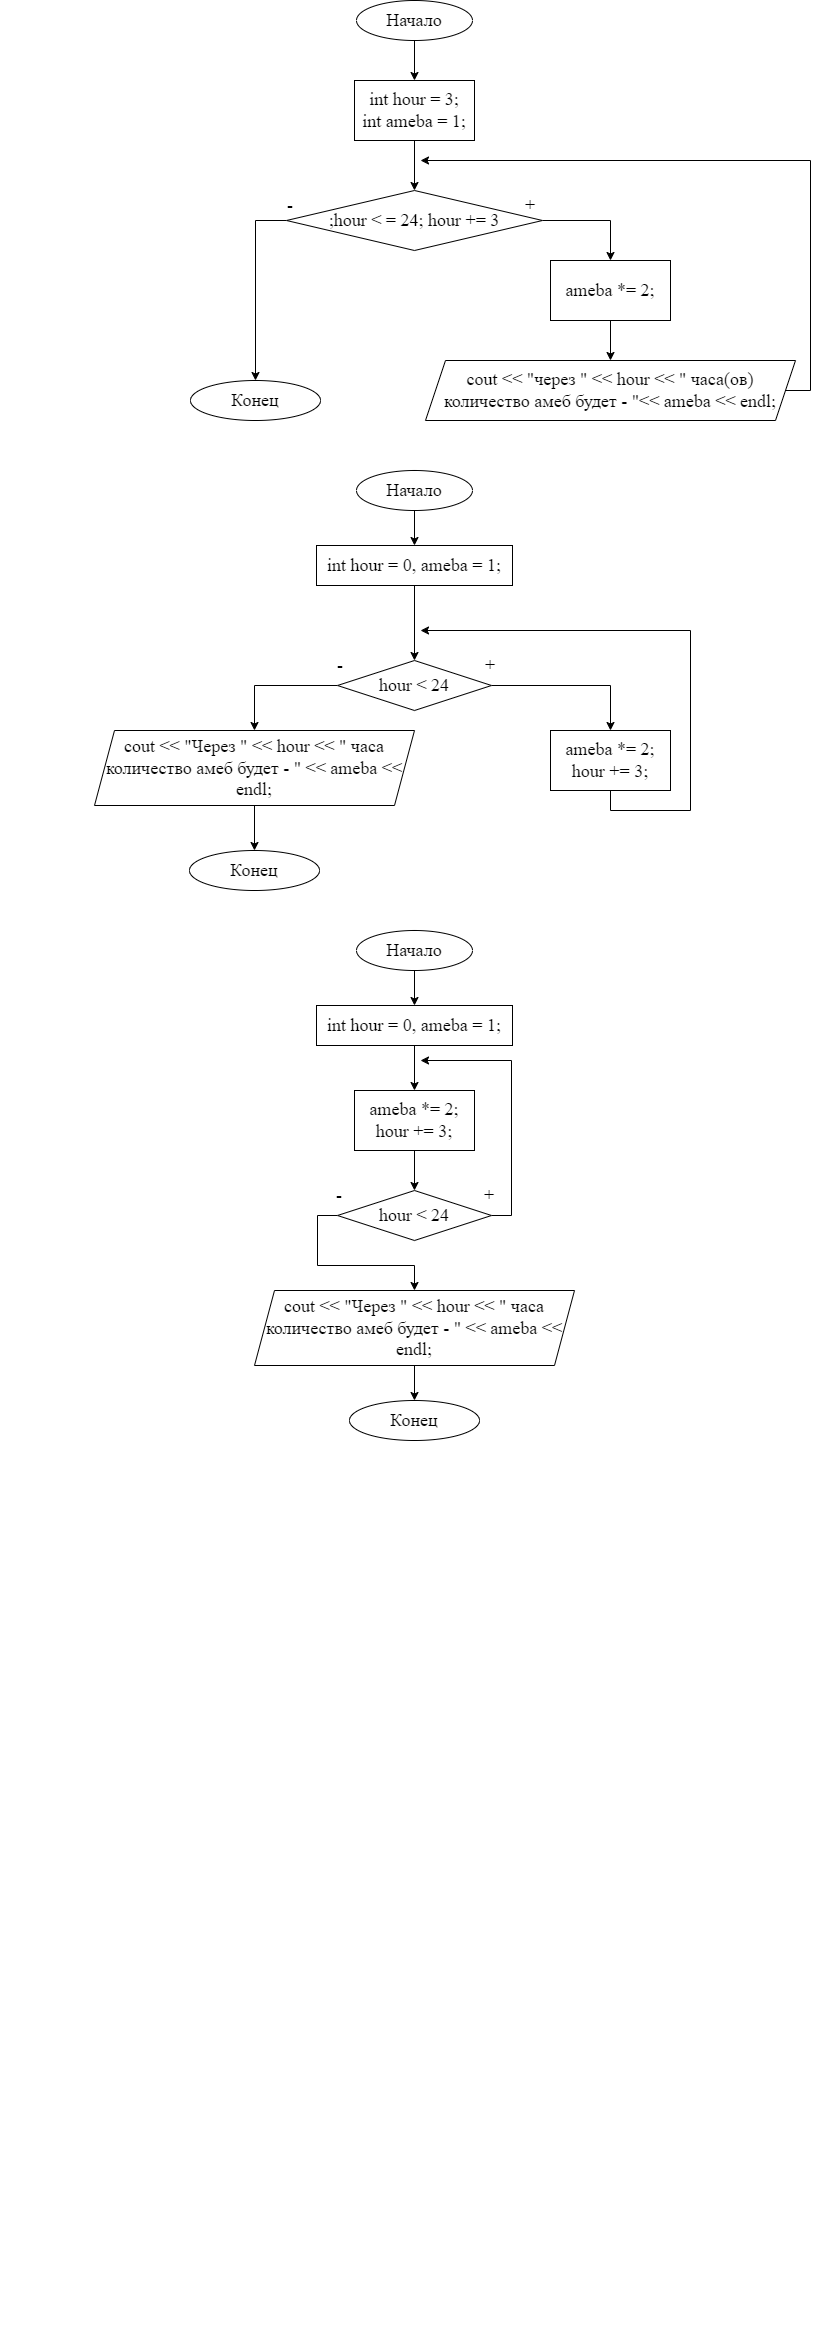 Начало
int hour = 3;
int ameba = 1;
-
+
;hour < = 24; hour += 3
ameba *= 2;
cout << "через " << hour << " часа(ов)
количество амеб будет - "<< ameba << endl;
Конец
Начало
int hour = 0, ameba = 1;
-
+
hour < 24
cout << "Через " << hour << " часа
количество амеб будет - " << ameba <<
endl;
ameba *= 2;
hour += 3;
Конец
Начало
int hour = 0, ameba = 1;
ameba *= 2;
hour += 3;
-
+
hour < 24
cout << "Через " << hour << " часа
количество амеб будет - " << ameba <<
endl;
Конец